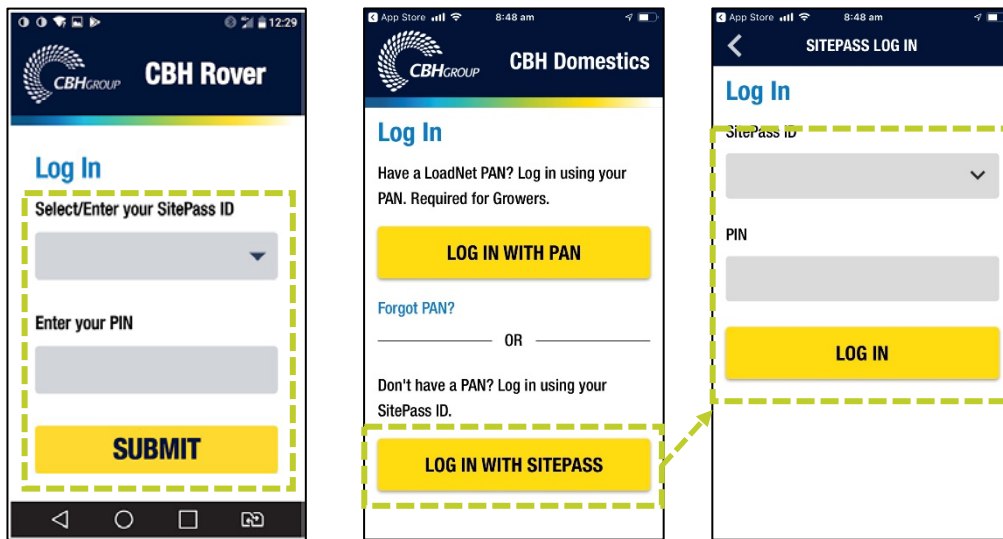 12:29
CBHGROUP
CBH Rover
Log In
Select/Enter your SitePass ID
Enter your PIN
SUBMIT
App Store
8:48 am
CBHGROUP
CBH Domestics
Log In
Have a LoadNet PAN? Log in using your
PAN. Required for Growers.
LOG IN WITH PAN
Forgot PAN?
OR
Don't have a PAN? Log in using your
SitePass ID.
LOG IN WITH SITEPASS
App Store
8:48 am
SITEPASS LOG IN
Log In
SitePass ID
PIN
LOG IN